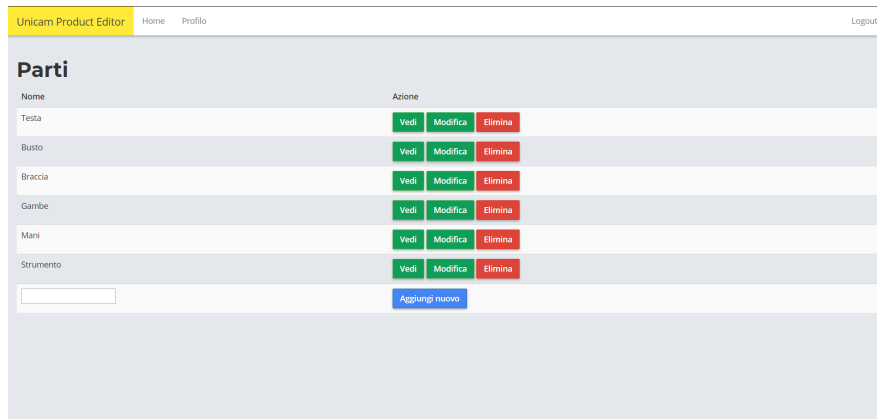 Unicam Product Editor Home Profilo Logout
Parti
Nome Azione
Testa Vedi Modifica Elimina
Busto Vedi Modifica Elimina
Braccia Vedi Modifica Elimina
Gambe Vedi Modifica Elimina
Mani Vedi Modifica Elimina
Strumento Vedi Modifica Elimina
Aggiungi nuovo